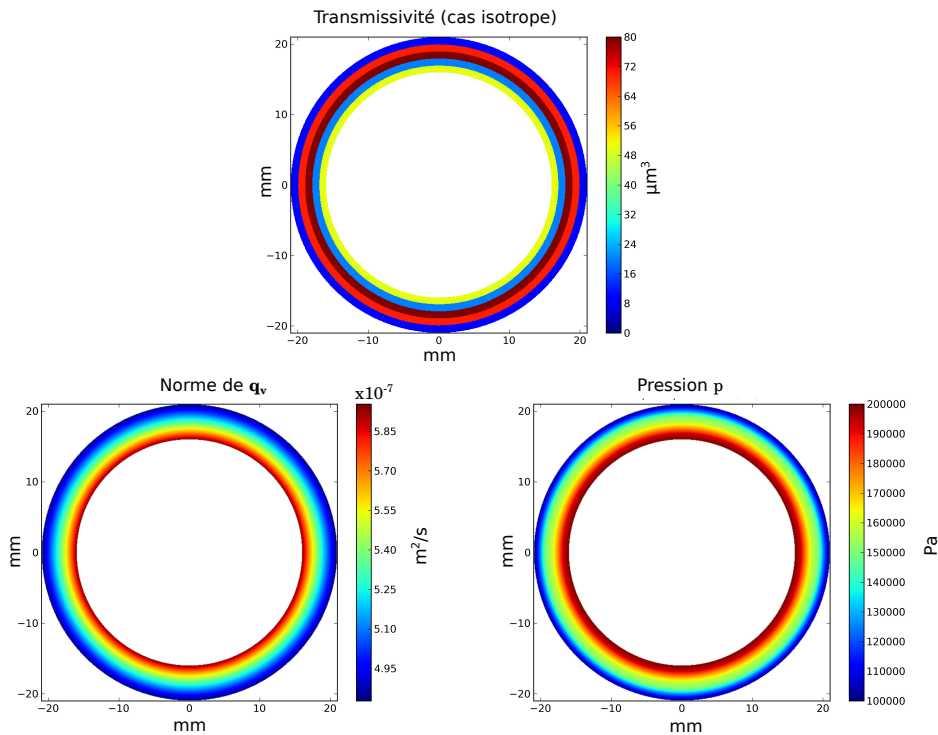 Transmissivité (cas isotrope)
20
10
0
−10
−20
mm
−20 −10 0 10 20
mm
80
72
64
56
48
40
32
24
16
8
0
µm³
Norme de q_v
20
10
0
−10
−20
mm
−20 −10 0 10 20
mm
x10⁻⁷
5.85
5.70
5.55
5.40
5.25
5.10
4.95
m²/s
Pression p
20
10
0
−10
−20
mm
−20 −10 0 10 20
mm
200000
190000
180000
170000
160000
150000
140000
130000
120000
110000
100000
Pa